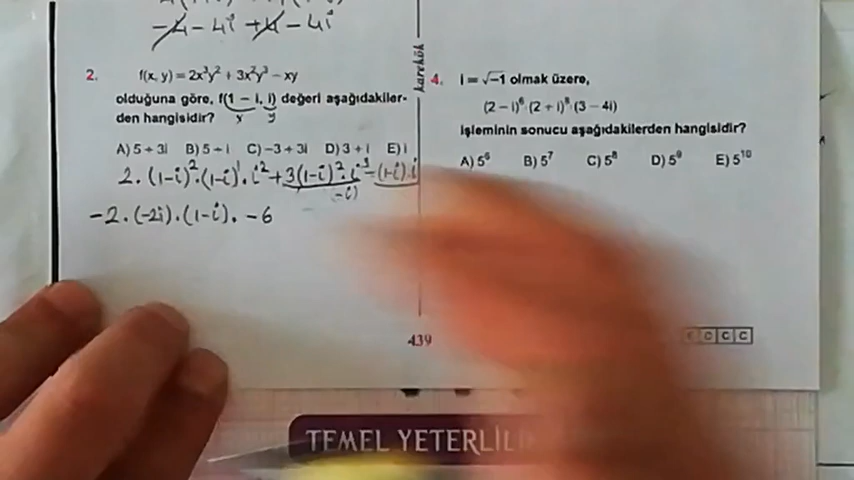 -4 - 4i + 4 - 4i
2.
f(x, y) = 2x³y² + 3x²y³ - xy
olduğuna göre, f(1 - i, i) değeri aşağıdakiler-
den hangisidir?
x y
A) 5 + 3i B) 5 + i C) -3 + 3i D) 3 + i E) i
2.(1-i)².(1-i)¹.i² + 3(1-i)².i³ - (1-i).i
-i)
-2.(-2i).(1-i). -6
karekök
4.
i = √-1 olmak üzere,
(2 - i)⁶ (2 + i)⁸ (3 - 4i)
işleminin sonucu aşağıdakilerden hangisidir?
A) 5⁶ B) 5⁷ C) 5⁸ D) 5⁹ E) 5¹⁰
439
C C C
TEMEL